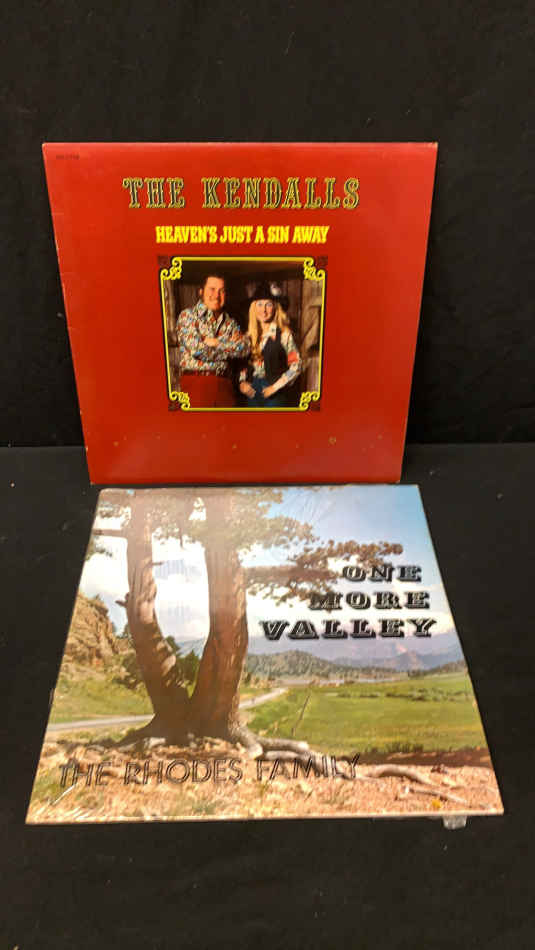 THE KENDALLS
HEAVEN'S JUST A SIN AWAY
ONE
MORE
VALLEY
THE RHODES FAMILY